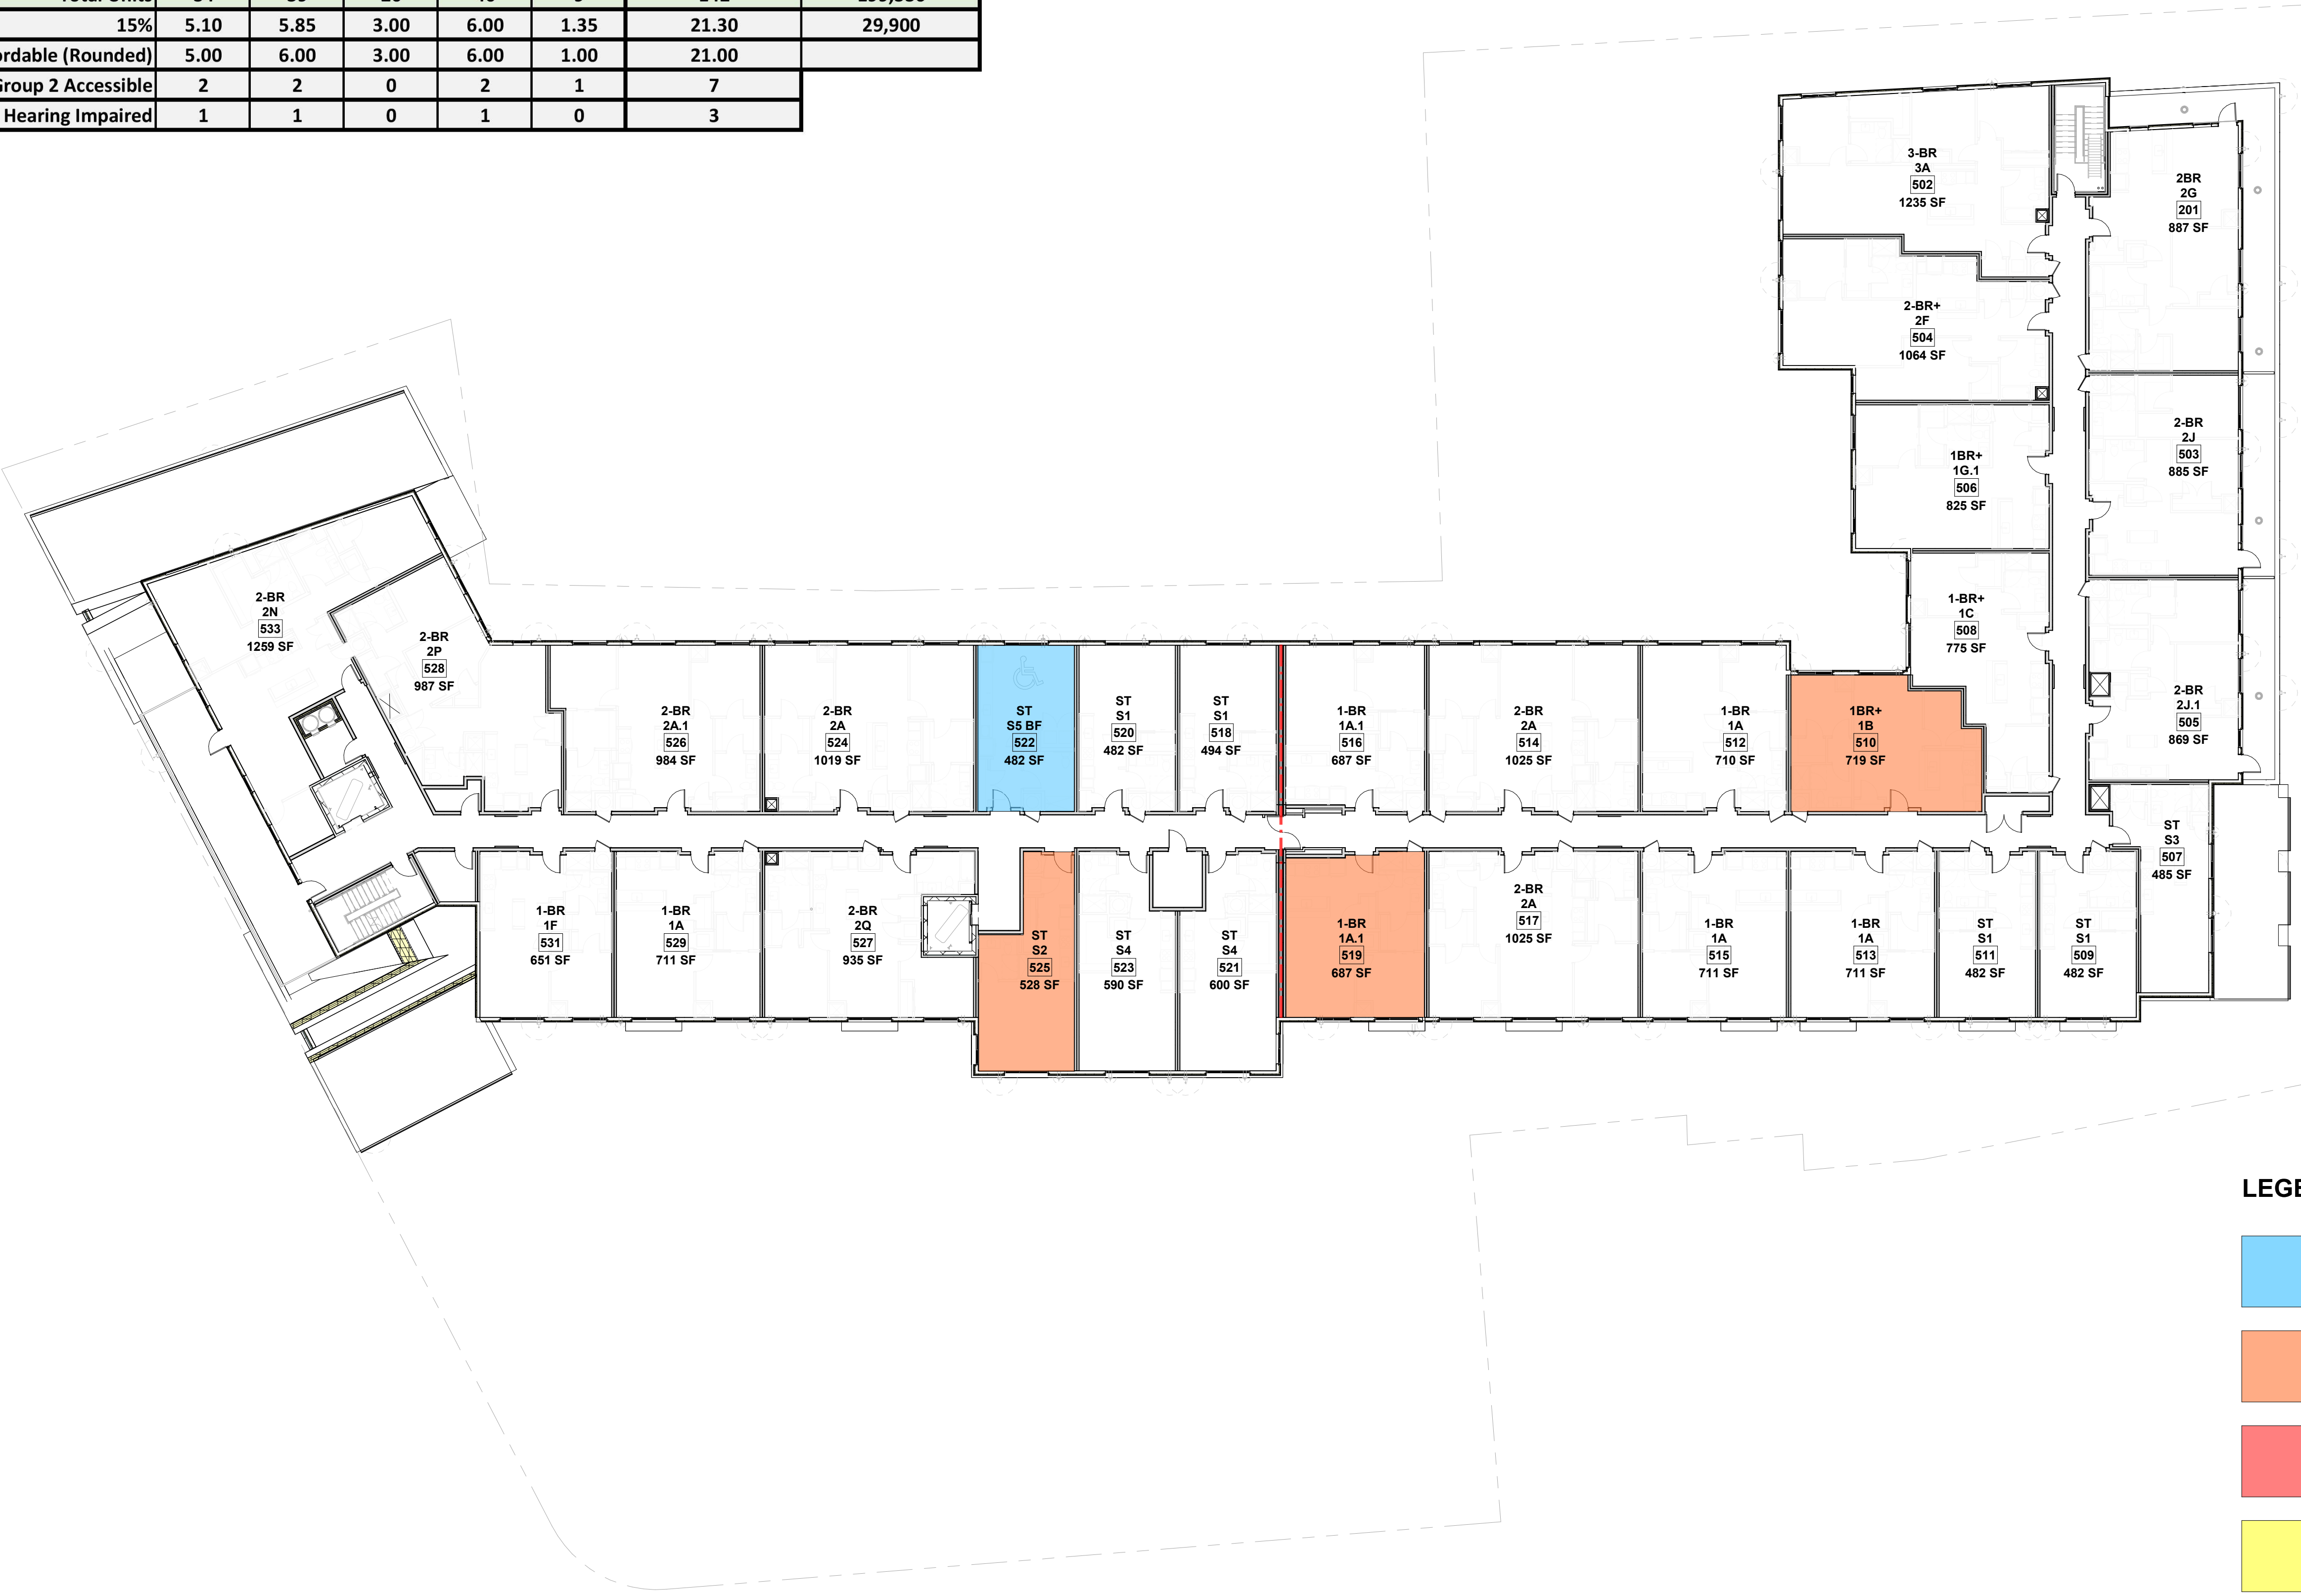 15% 5.10 5.85 3.00 6.00 1.35 21.30 29,900
(Rounded) 5.00 6.00 3.00 6.00 1.00 21.00
Group 2 Accessible 2 2 0 2 1 7
Hearing Impaired 1 1 0 1 0 3
3-BR
3A
502
1235 SF
2BR
2G
201
887 SF
2-BR+
2F
504
1064 SF
2-BR
2J
503
885 SF
1BR+
1G.1
506
825 SF
1-BR+
1C
508
775 SF
2-BR
2J.1
505
869 SF
2-BR
2N
533
1259 SF
2-BR
2P
528
987 SF
2-BR
2A.1
526
984 SF
2-BR
2A
524
1019 SF
ST
S5 BF
522
482 SF
ST
S1
520
482 SF
ST
S1
518
494 SF
1-BR
1A.1
516
687 SF
2-BR
2A
514
1025 SF
1-BR
1A
512
710 SF
1BR+
1B
510
719 SF
ST
S3
507
485 SF
1-BR
1F
531
651 SF
1-BR
1A
529
711 SF
2-BR
2Q
527
935 SF
ST
S2
525
528 SF
ST
S4
523
590 SF
ST
S4
521
600 SF
1-BR
1A.1
519
687 SF
2-BR
2A
517
1025 SF
1-BR
1A
515
711 SF
1-BR
1A
513
711 SF
ST
S1
511
482 SF
ST
S1
509
482 SF